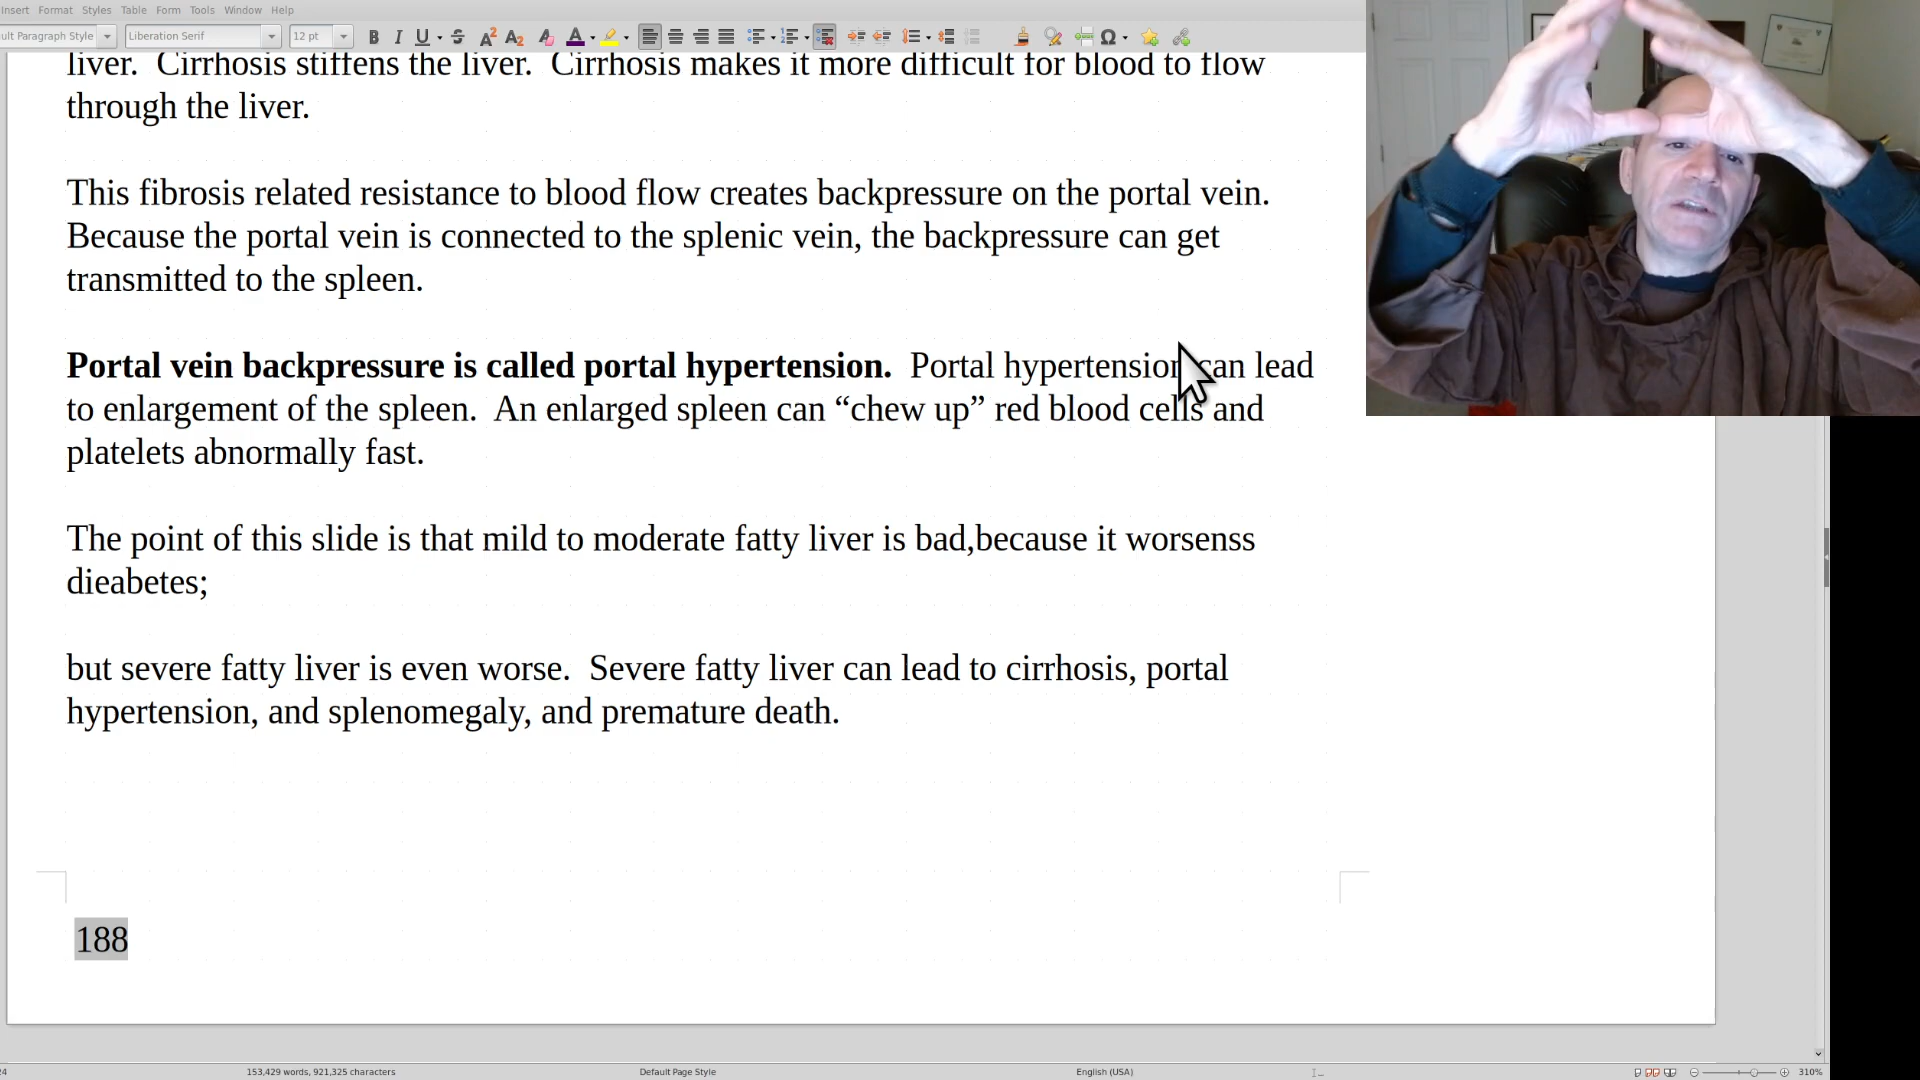 Insert Format Styles Table Form Tools Window Help
ult Paragraph Style Liberation Serif 12 pt
liver.  Cirrhosis stiffens the liver.  Cirrhosis makes it more difficult for blood to flow
through the liver.
This fibrosis related resistance to blood flow creates backpressure on the portal vein.
Because the portal vein is connected to the splenic vein, the backpressure can get
transmitted to the spleen.
Portal vein backpressure is called portal hypertension.  Portal hypertension can lead
to enlargement of the spleen.  An enlarged spleen can “chew up” red blood cells and
platelets abnormally fast.
The point of this slide is that mild to moderate fatty liver is bad,because it worsenss
dieabetes;
but severe fatty liver is even worse.  Severe fatty liver can lead to cirrhosis, portal
hypertension, and splenomegaly, and premature death.
188
24 153,429 words, 921,325 characters Default Page Style English (USA) 310%